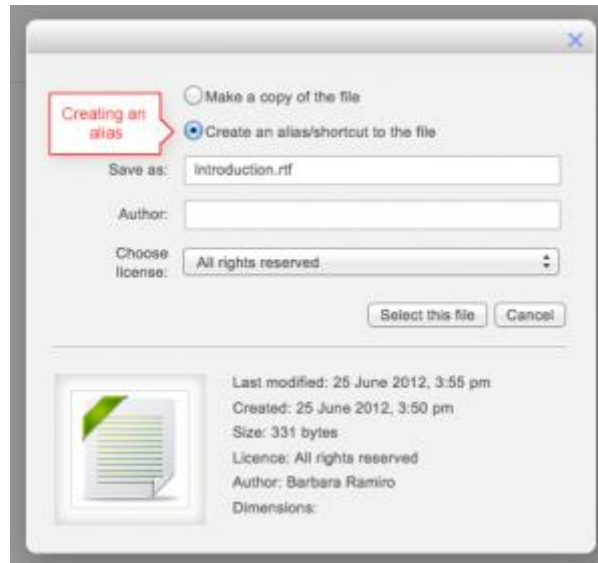 Make a copy of the file
Creating an
alias
Create an alias/shortcut to the file
Save as: Introduction.rtf
Author:
Choose
license: All rights reserved
Select this file Cancel
Last modified: 25 June 2012, 3:55 pm
Created: 25 June 2012, 3:50 pm
Size: 331 bytes
Licence: All rights reserved
Author: Barbara Ramiro
Dimensions: